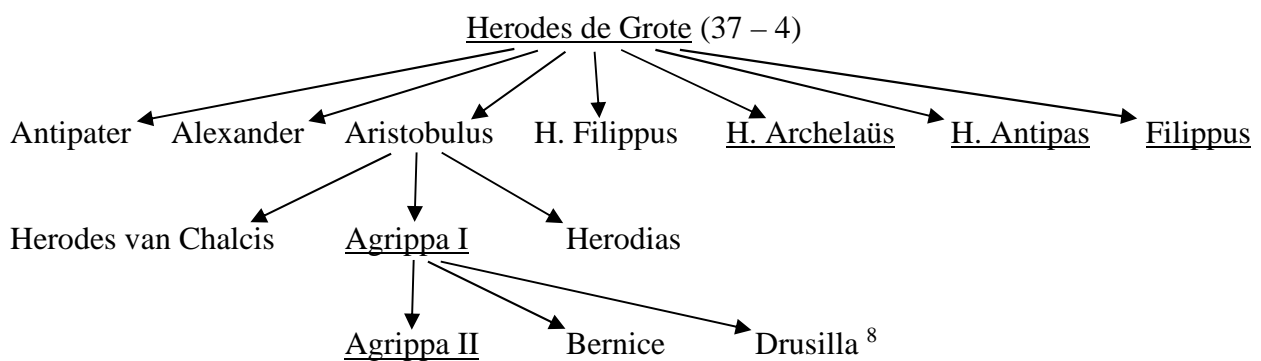 Herodes de Grote (37 – 4)
Antipater Alexander Aristobulus H. Filippus H. Archelaüs H. Antipas Filippus
Herodes van Chalcis Agrippa I Herodias
Agrippa II Bernice Drusilla ⁸